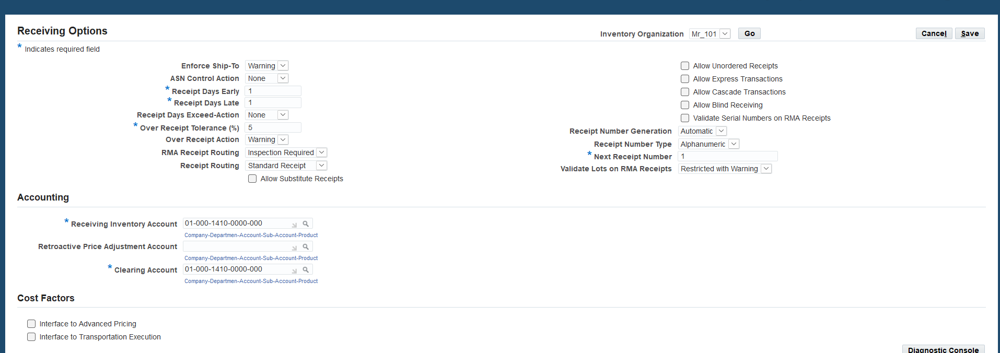 Receiving Options
Inventory Organization Mr_101 Go Cancel Save
* Indicates required field
Enforce Ship-To Warning
ASN Control Action None
* Receipt Days Early 1
* Receipt Days Late 1
Receipt Days Exceed-Action None
* Over Receipt Tolerance (%) 5
Over Receipt Action Warning
RMA Receipt Routing Inspection Required
Receipt Routing Standard Receipt
Allow Substitute Receipts
Allow Unordered Receipts
Allow Express Transactions
Allow Cascade Transactions
Allow Blind Receiving
Validate Serial Numbers on RMA Receipts
Receipt Number Generation Automatic
Receipt Number Type Alphanumeric
* Next Receipt Number 1
Validate Lots on RMA Receipts Restricted with Warning
Accounting
* Receiving Inventory Account 01-000-1410-0000-000
Company-Departmen-Account-Sub-Account-Product
Retroactive Price Adjustment Account
Company-Departmen-Account-Sub-Account-Product
* Clearing Account 01-000-1410-0000-000
Company-Departmen-Account-Sub-Account-Product
Cost Factors
Interface to Advanced Pricing
Interface to Transportation Execution
Diagnostic Console